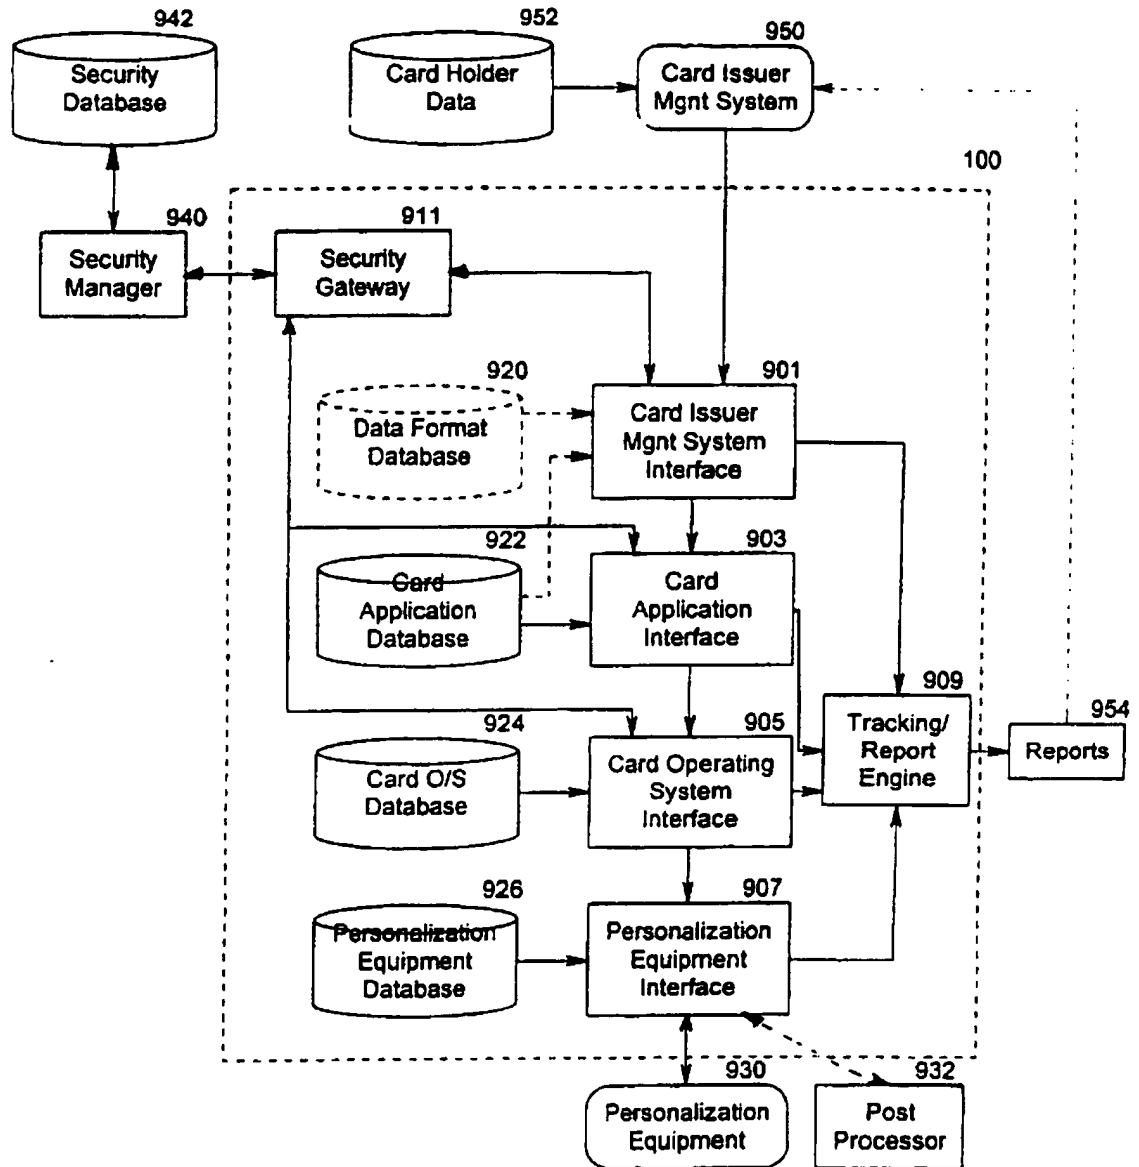 942
Security
Database
952
Card Holder
Data
950
Card Issuer
Mgnt System
100
940
Security
Manager
911
Security
Gateway
920
Data Format
Database
901
Card Issuer
Mgnt System
Interface
922
Card
Application
Database
903
Card
Application
Interface
924
Card O/S
Database
905
Card Operating
System
Interface
909
Tracking/
Report
Engine
954
Reports
926
Personalization
Equipment
Database
907
Personalization
Equipment
Interface
930
Personalization
Equipment
932
Post
Processor